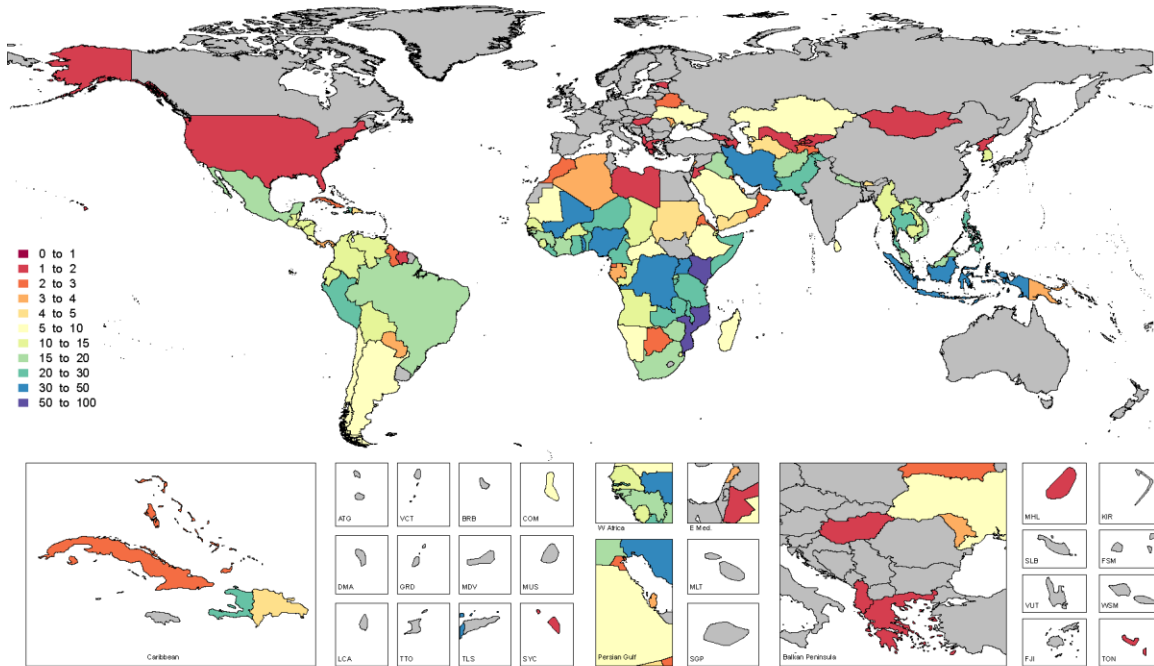 0 to 1
1 to 2
2 to 3
3 to 4
4 to 5
5 to 10
10 to 15
15 to 20
20 to 30
30 to 50
50 to 100
Caribbean
ATG
VCT
BRB
COM
DMA
GRD
MDV
MUS
LCA
TTO
TLS
SYC
W Africa
E Med.
Persian Gulf
MLT
SGP
Balkan Peninsula
MHL
KIR
SLB
FSM
VUT
WSM
FJI
TON